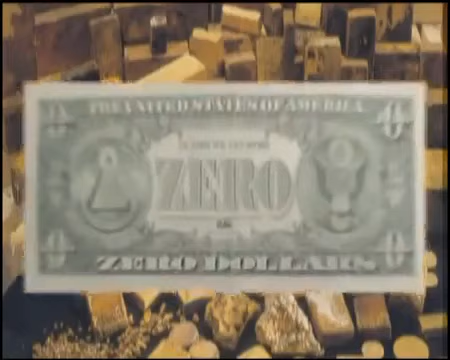 THE UNITED STATES OF AMERICA
ZERO
ZERO DOLLARS